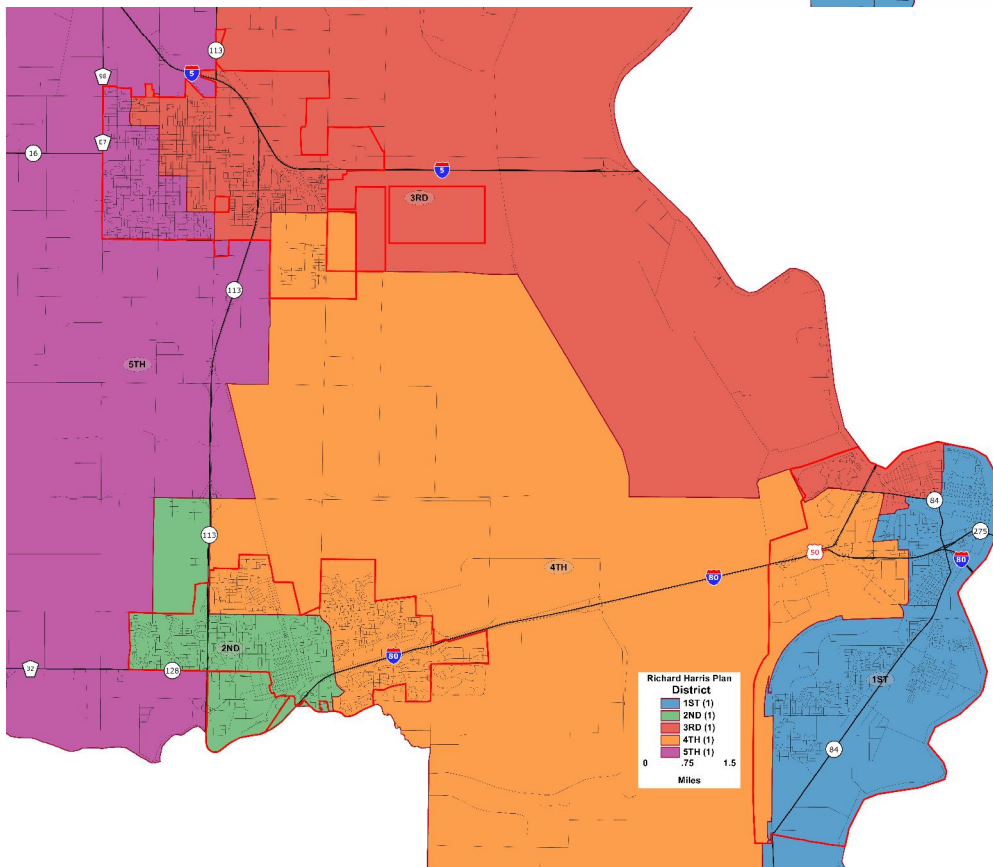 113
98
5
E7
16
5
3RD
113
5TH
84
275
113
50
80
4TH
80
2ND
80
32
128
1ST
84
Richard Harris Plan
District
1ST (1)
2ND (1)
3RD (1)
4TH (1)
5TH (1)
0 .75 1.5
Miles